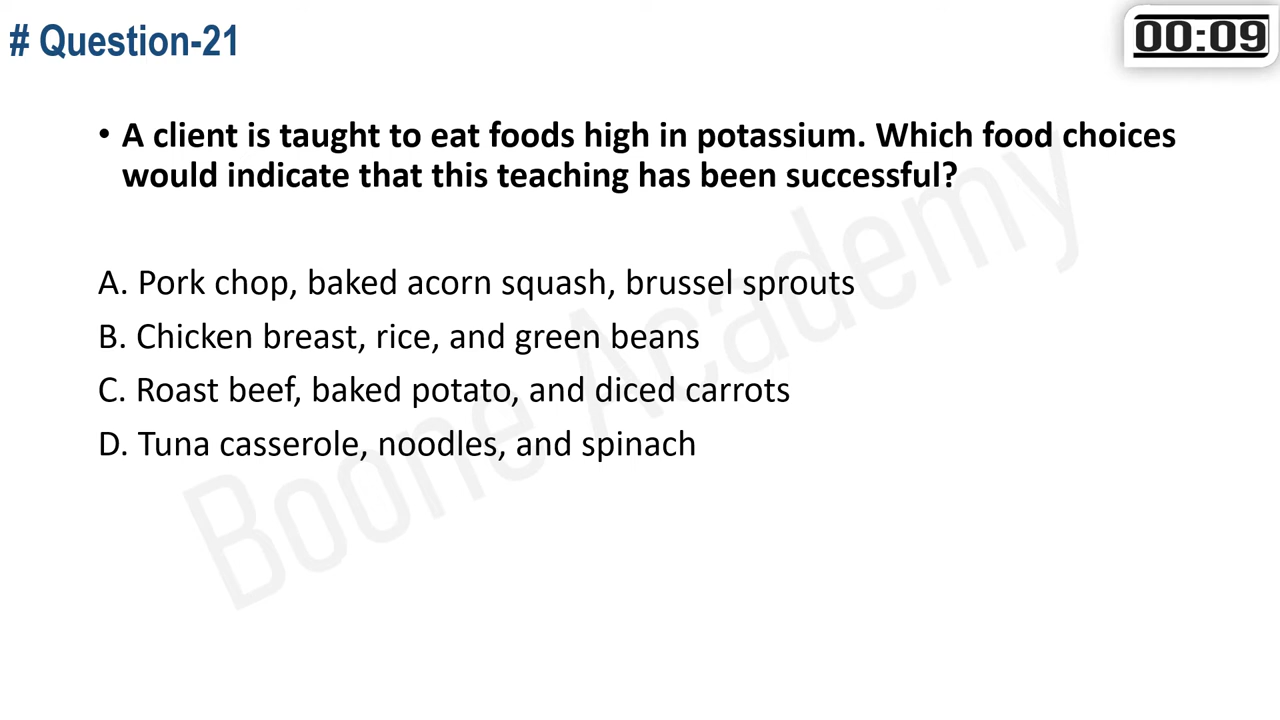 # Question-21
00:09
• A client is taught to eat foods high in potassium. Which food choices
would indicate that this teaching has been successful?
A. Pork chop, baked acorn squash, brussel sprouts
B. Chicken breast, rice, and green beans
C. Roast beef, baked potato, and diced carrots
D. Tuna casserole, noodles, and spinach
Boone Academy